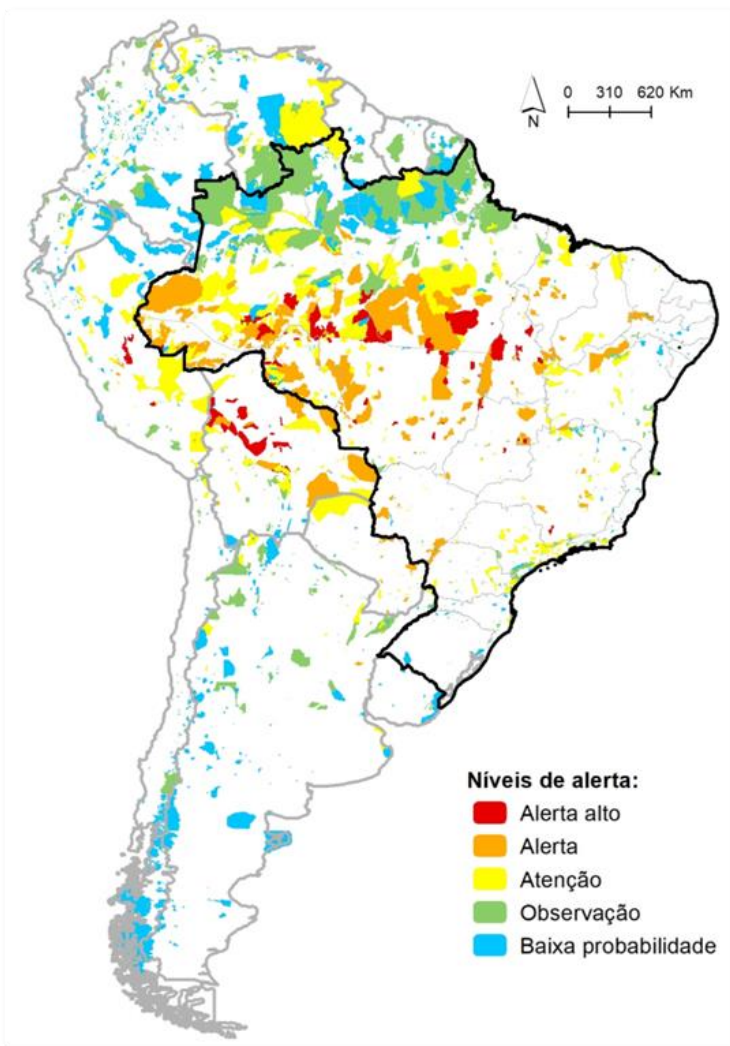 0 310 620 Km
N
Níveis de alerta:
Alerta alto
Alerta
Atenção
Observação
Baixa probabilidade